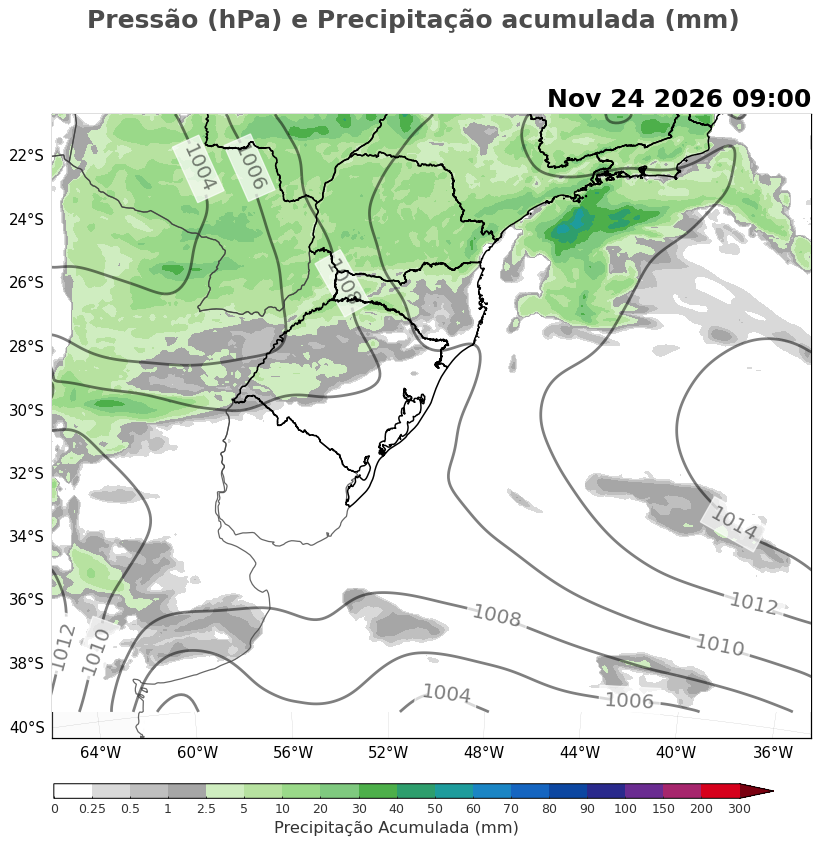 Pressão (hPa) e Precipitação acumulada (mm)
Nov 24 2026 09:00
22°S
24°S
26°S
28°S
30°S
32°S
34°S
36°S
38°S
40°S
1004
1006
1008
1014
1012
1010
1008
1006
1004
1012
1010
64°W 60°W 56°W 52°W 48°W 44°W 40°W 36°W
0 0.25 0.5 1 2.5 5 10 20 30 40 50 60 70 80 90 100 150 200 300
Precipitação Acumulada (mm)